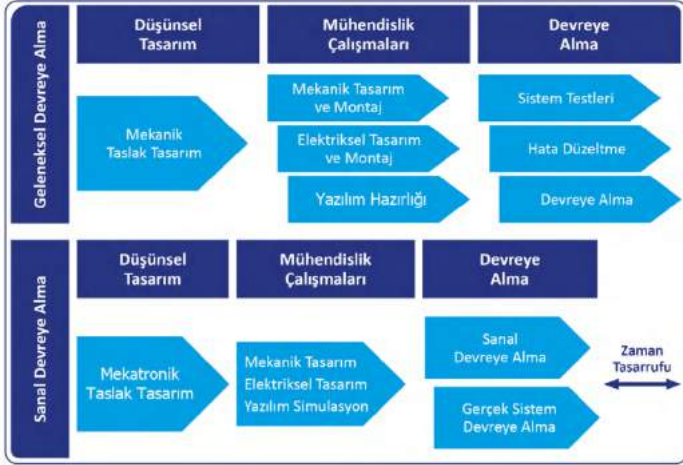 Geleneksel Devreye Alma
Düşünsel
Tasarım
Mühendislik
Çalışmaları
Devreye
Alma
Mekanik
Taslak Tasarım
Mekanik Tasarım
ve Montaj
Elektriksel Tasarım
ve Montaj
Yazılım Hazırlığı
Sistem Testleri
Hata Düzeltme
Devreye Alma
Sanal Devreye Alma
Düşünsel
Tasarım
Mühendislik
Çalışmaları
Devreye
Alma
Mekatronik
Taslak Tasarım
Mekanik Tasarım
Elektriksel Tasarım
Yazılım Simulasyon
Sanal
Devreye Alma
Gerçek Sistem
Devreye Alma
Zaman
Tasarrufu